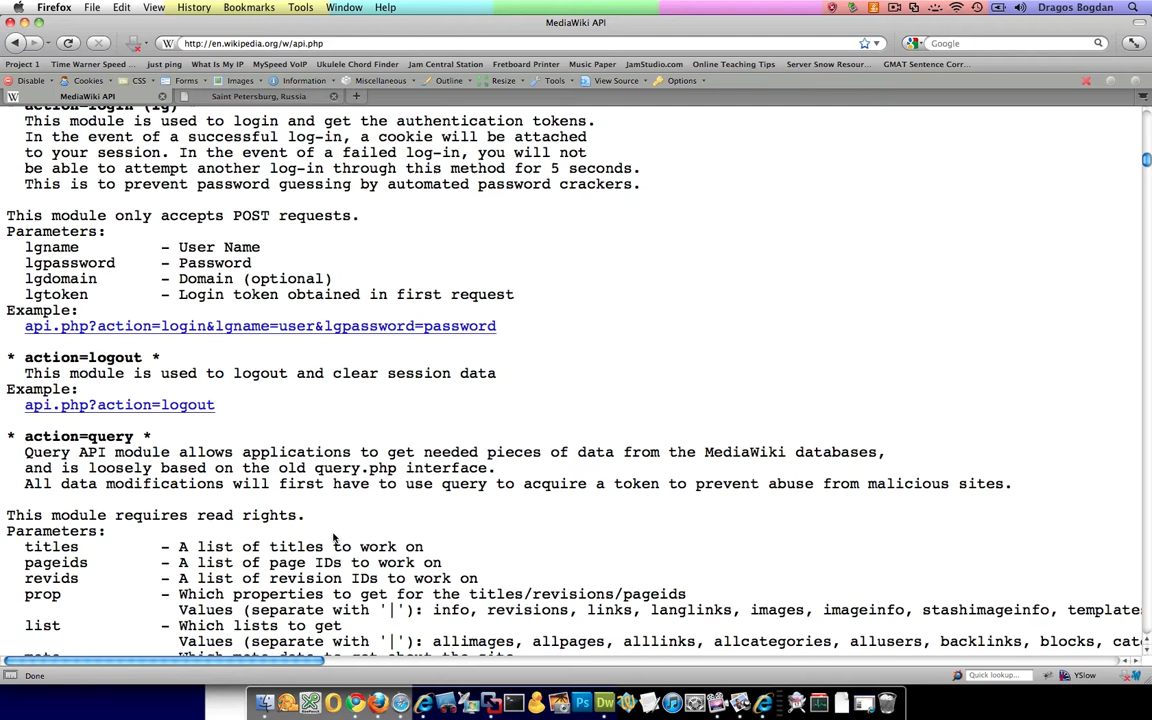 Firefox File Edit View History Bookmarks Tools Window Help Dragos Bogdan
MediaWiki API
http://en.wikipedia.org/w/api.php Google
Project 1 Time Warner Speed ... just ping What Is My IP MySpeed VoIP Ukulele Chord Finder Jam Central Station Fretboard Printer Music Paper JamStudio.com Online Teaching Tips Server Snow Resour... GMAT Sentence Corr...
Disable Cookies CSS Forms Images Information Miscellaneous Outline Resize Tools View Source Options
MediaWiki API Saint Petersburg, Russia
action=login (lg)
This module is used to login and get the authentication tokens.
In the event of a successful log-in, a cookie will be attached
to your session. In the event of a failed log-in, you will not
be able to attempt another log-in through this method for 5 seconds.
This is to prevent password guessing by automated password crackers.
This module only accepts POST requests.
Parameters:
lgname - User Name
lgpassword - Password
lgdomain - Domain (optional)
lgtoken - Login token obtained in first request
Example:
api.php?action=login&lgname=user&lgpassword=password
* action=logout *
This module is used to logout and clear session data
Example:
api.php?action=logout
* action=query *
Query API module allows applications to get needed pieces of data from the MediaWiki databases,
and is loosely based on the old query.php interface.
All data modifications will first have to use query to acquire a token to prevent abuse from malicious sites.
This module requires read rights.
Parameters:
titles - A list of titles to work on
pageids - A list of page IDs to work on
revids - A list of revision IDs to work on
prop - Which properties to get for the titles/revisions/pageids
Values (separate with '|'): info, revisions, links, langlinks, images, imageinfo, stashimageinfo, template
list - Which lists to get
Values (separate with '|'): allimages, allpages, alllinks, allcategories, allusers, backlinks, blocks, cat
Done Quick lookup... YSlow
Ps Dw